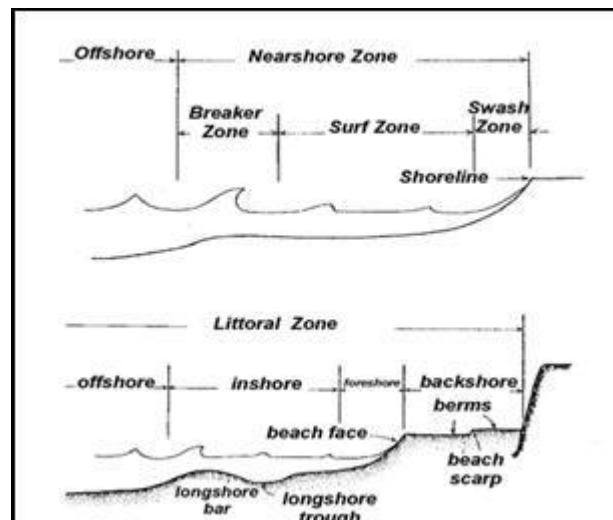 Offshore
Nearshore Zone
Breaker
Zone
Surf Zone
Swash
Zone
Shoreline
Littoral Zone
offshore
inshore
foreshore
backshore
berms
beach face
beach
scarp
longshore
bar
longshore
trough